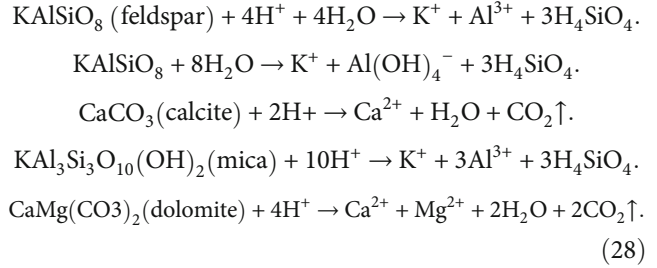 KAlSiO₈ (feldspar) + 4H⁺ + 4H₂O → K⁺ + Al³⁺ + 3H₄SiO₄.
KAlSiO₈ + 8H₂O → K⁺ + Al(OH)₄⁻ + 3H₄SiO₄.
CaCO₃(calcite) + 2H+ → Ca²⁺ + H₂O + CO₂↑.
KAl₃Si₃O₁₀(OH)₂(mica) + 10H⁺ → K⁺ + 3Al³⁺ + 3H₄SiO₄.
CaMg(CO3)₂(dolomite) + 4H⁺ → Ca²⁺ + Mg²⁺ + 2H₂O + 2CO₂↑.
(28)